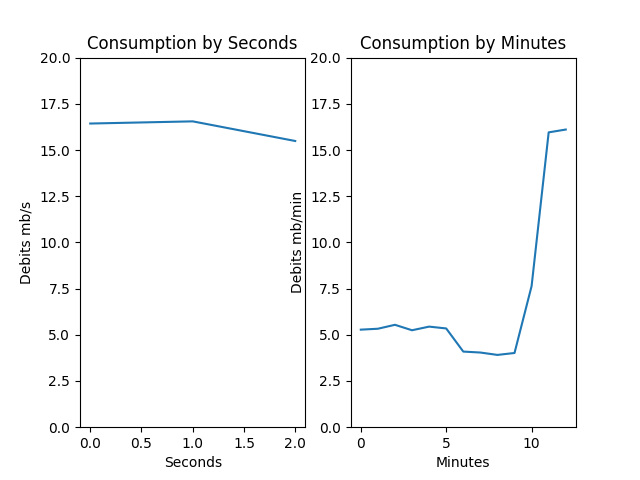 Consumption by Seconds
20.0
17.5
15.0
12.5
10.0
7.5
5.0
2.5
0.0
Debits mb/s
0.0 0.5 1.0 1.5 2.0
Seconds
Consumption by Minutes
20.0
17.5
15.0
12.5
10.0
7.5
5.0
2.5
0.0
Debits mb/min
0 5 10
Minutes